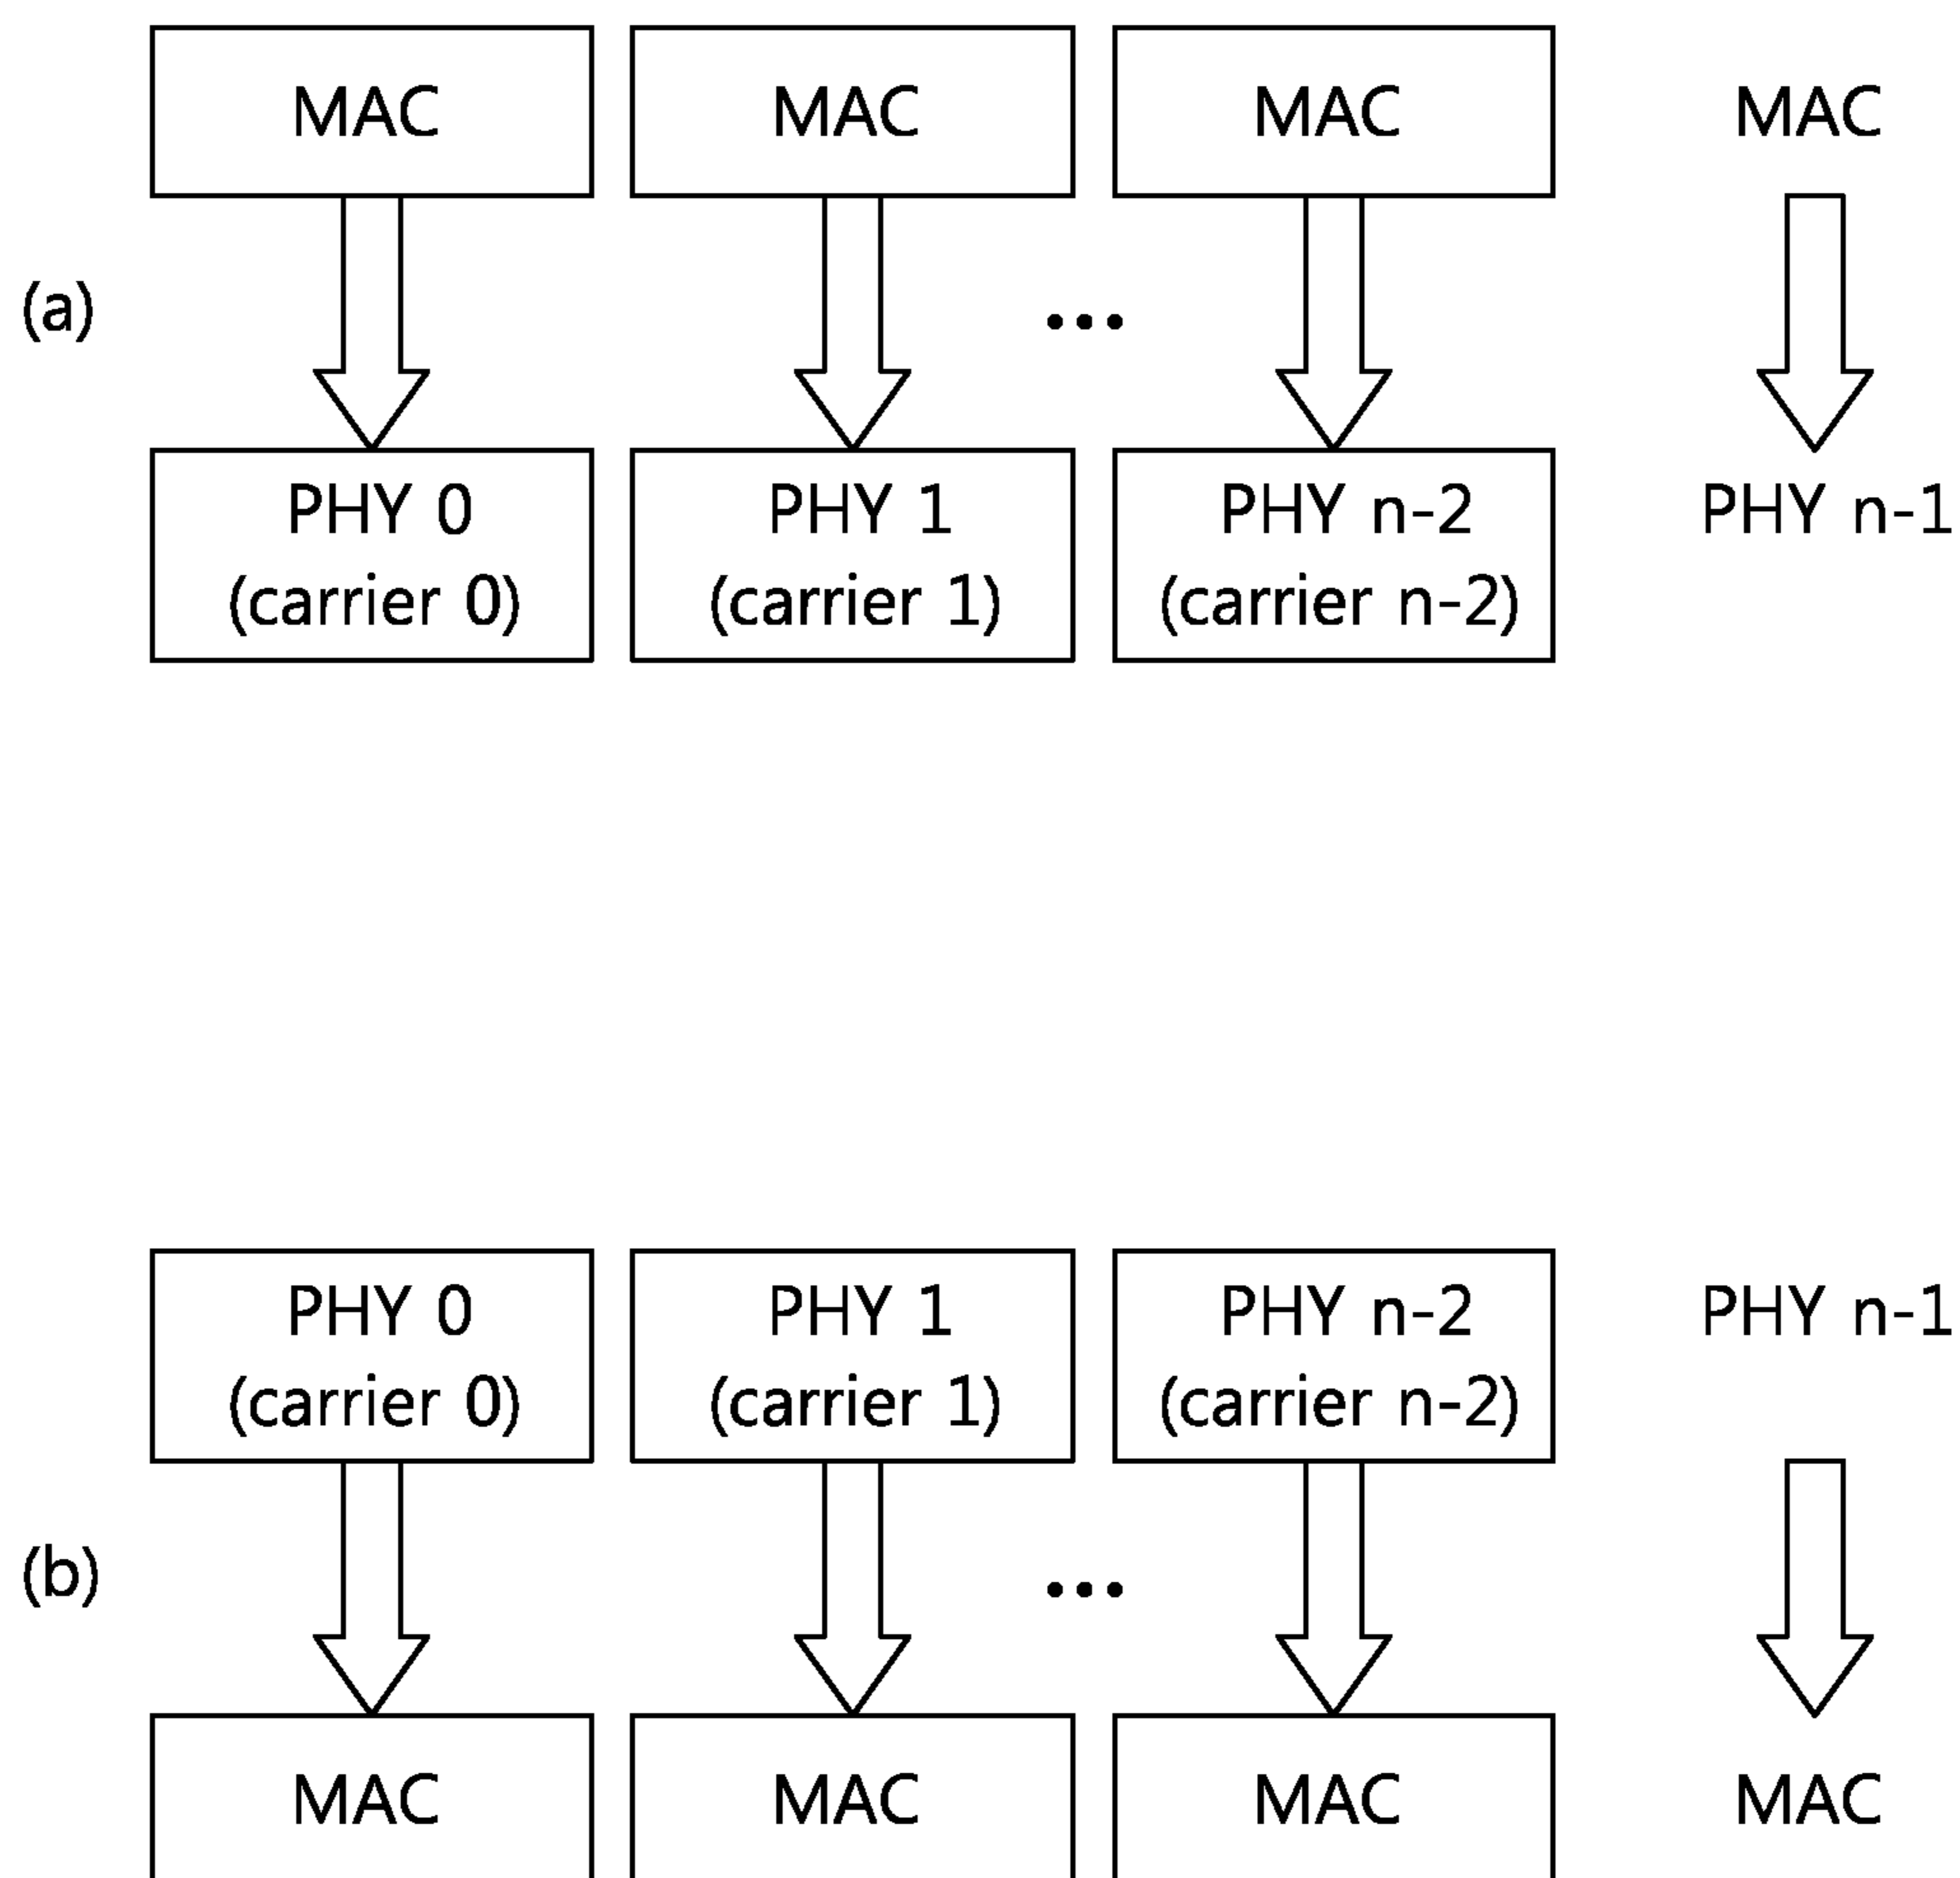 MAC MAC MAC MAC
(a)
...
PHY 0 PHY 1 PHY n-2 PHY n-1
(carrier 0) (carrier 1) (carrier n-2)
PHY 0 PHY 1 PHY n-2 PHY n-1
(carrier 0) (carrier 1) (carrier n-2)
(b)
...
MAC MAC MAC MAC